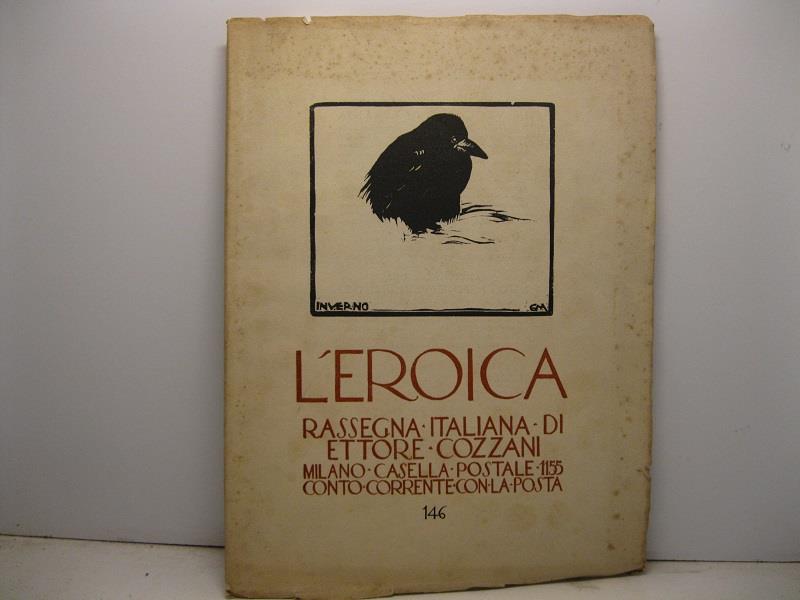 INVERNO GM
L'EROICA
RASSEGNA · ITALIANA · DI
ETTORE · COZZANI
MILANO · CASELLA · POSTALE · 1155
CONTO · CORRENTE · CON · LA · POSTA
146